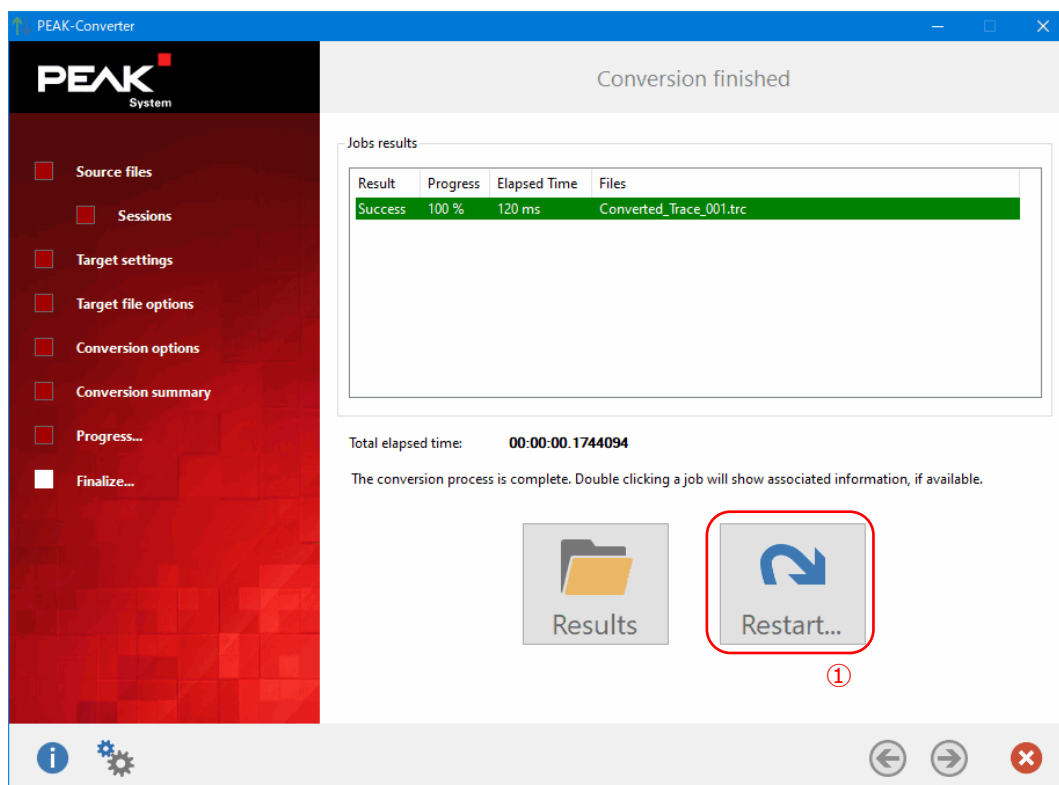 PEAK-Converter
PEAK
System
Conversion finished
Source files
Sessions
Target settings
Target file options
Conversion options
Conversion summary
Progress...
Finalize...
Jobs results
Result Progress Elapsed Time Files
Success 100 % 120 ms Converted_Trace_001.trc
Total elapsed time: 00:00:00.1744094
The conversion process is complete. Double clicking a job will show associated information, if available.
Results
Restart...
①